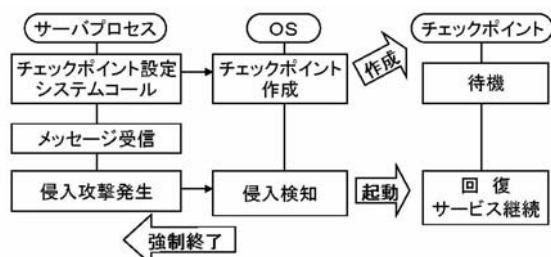 サーバプロセス
OS
チェックポイント
チェックポイント設定
システムコール
チェックポイント
作成
作成
待機
メッセージ受信
侵入攻撃発生
侵入検知
起動
回 復
サービス継続
強制終了